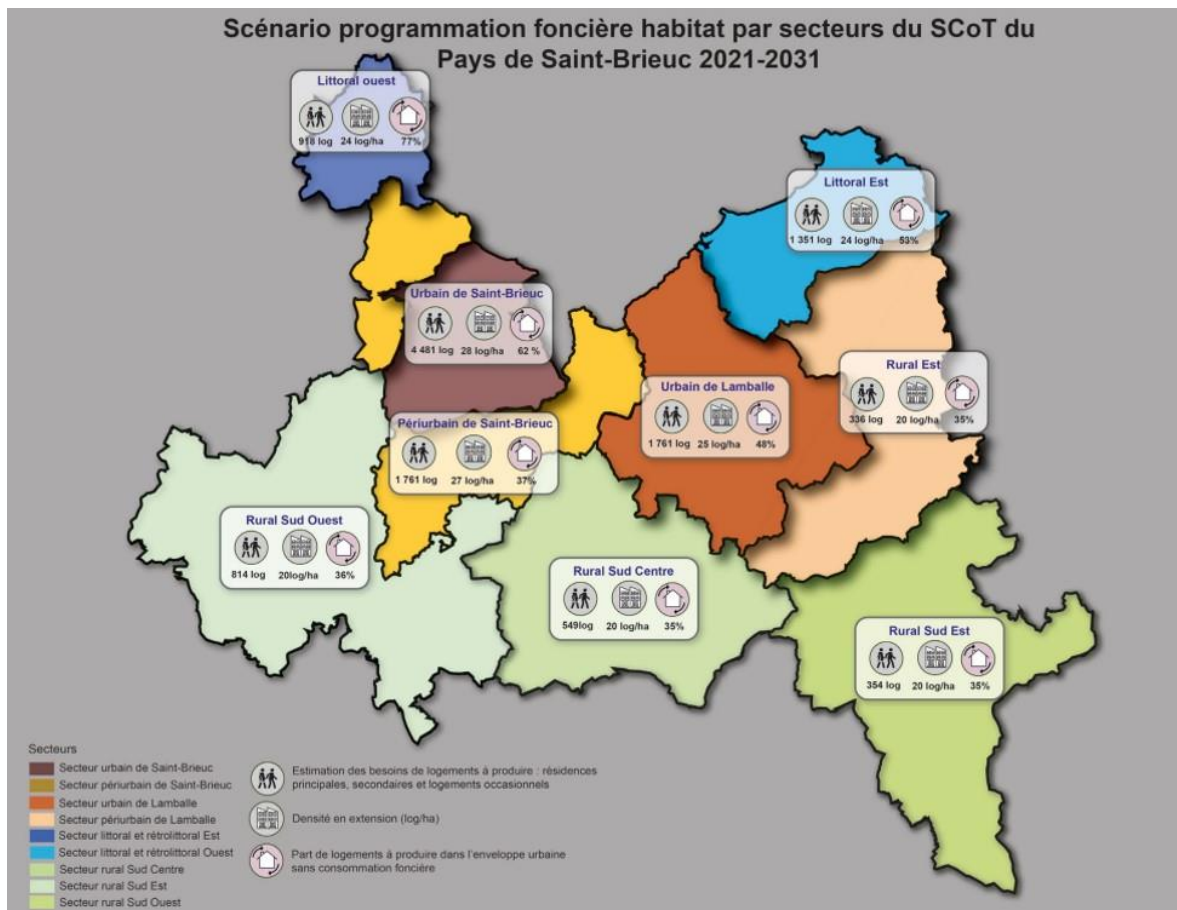 Scénario programmation foncière habitat par secteurs du SCoT du
Pays de Saint-Brieuc 2021-2031
Littoral ouest
918 log 24 log/ha 77%
Littoral Est
1 351 log 24 log/ha 53%
Urbain de Saint-Brieuc
4 481 log 28 log/ha 62 %
Rural Est
336 log 20 log/ha 35%
Urbain de Lamballe
1 761 log 25 log/ha 48%
Périurbain de Saint-Brieuc
1 761 log 27 log/ha 37%
Rural Sud Ouest
814 log 20log/ha 36%
Rural Sud Centre
549log 20 log/ha 35%
Rural Sud Est
354 log 20 log/ha 35%
Secteurs
Secteur urbain de Saint-Brieuc
Secteur périurbain de Saint-Brieuc
Secteur urbain de Lamballe
Secteur périurbain de Lamballe
Secteur littoral et rétrolittoral Est
Secteur littoral et rétrolittoral Ouest
Secteur rural Sud Centre
Secteur rural Sud Est
Secteur rural Sud Ouest
Estimation des besoins de logements à produire : résidences
principales, secondaires et logements occasionnels
Densité en extension (log/ha)
Part de logements à produire dans l'enveloppe urbaine
sans consommation foncière